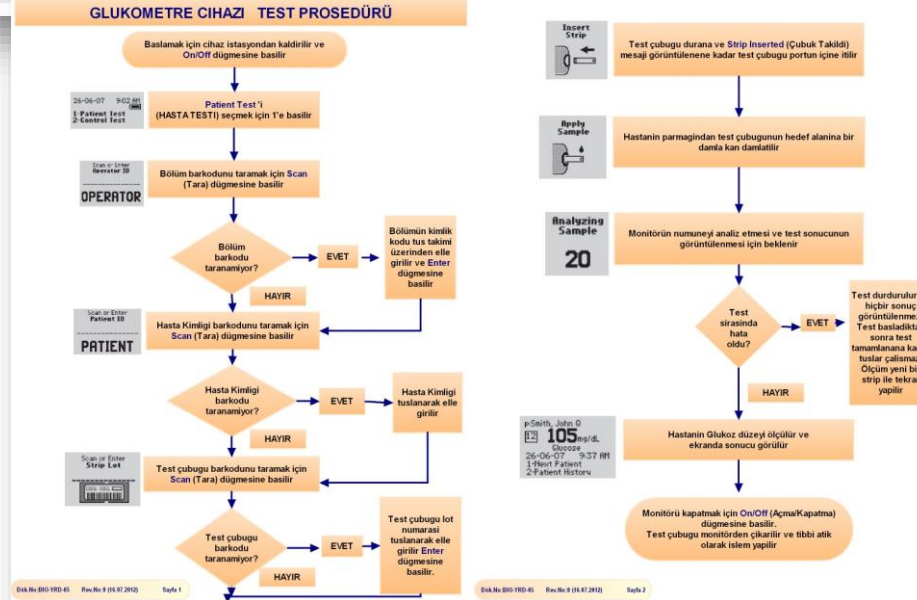 GLUKOMETRE CIHAZI TEST PROSEDÜRÜ
Baslamak için cihaz istasyondan kaldirilir ve
On/Off düğmesine basilir
26-06-07 9:02 AM
1-Patient Test
2-Control Test
Patient Test 'i
(HASTA TESTI) seçmek için 1'e basilir
Scan or Enter
Operator ID
OPERATOR
Bölüm barkodunu taramak için Scan
(Tara) düğmesine basilir
Bölüm
barkodu
taranamiyor?
EVET
Bölümün kimlik
kodu tus takimi
üzerinden elle
girilir ve Enter
düğmesine
basilir
HAYIR
Scan or Enter
Patient ID
PATIENT
Hasta Kimligi barkodunu taramak için
Scan (Tara) düğmesine basilir
Hasta Kimligi
barkodu
taranamiyor?
EVET
Hasta Kimligi
tuslanarak elle
girilir
HAYIR
Scan or Enter
Strip Lot
Test çubugu barkodunu taramak için
Scan (Tara) düğmesine basilir
Test çubugu
barkodu
taranamiyor?
EVET
Test çubugu lot
numarasi
tuslanarak elle
girilir Enter
düğmesine
basilir.
HAYIR
Dök.No:BIO-YRD-05 Rev.No:0 (16.07.2012) Sayfa 1
Insert
Strip
Test çubugu durana ve Strip Inserted (Çubuk Takildi)
mesaji görüntülenene kadar test çubugu portun içine itilir
Apply
Sample
Hastanin parmagindan test çubugunun hedef alanina bir
damla kan damlatilir
Analyzing
Sample
20
Monitörün numuneyi analiz etmesi ve test sonucunun
görüntülenmesi için beklenir
Test
sirasinda
hata
oldu?
EVET
Test durdurulur
hiçbir sonuç
görüntülenmez
Test basladikta
sonra test
tamamlanana ka
tuslar çalismaz
Ölçüm yeni bi
strip ile tekra
yapilir
HAYIR
p:Smith, John Q
12 105mg/dL
Glucose
26-06-07 9:37 AM
1-Next Patient
2-Patient History
Hastanin Glukoz düzeyi ölçülür ve
ekranda sonucu görülür
Monitörü kapatmak için On/Off (Açma/Kapatma)
düğmesine basilir.
Test çubugu monitörden çikarilir ve tibbi atik
olarak islem yapilir
Dök.No:BIO-YRD-05 Rev.No:0 (16.07.2012) Sayfa 2